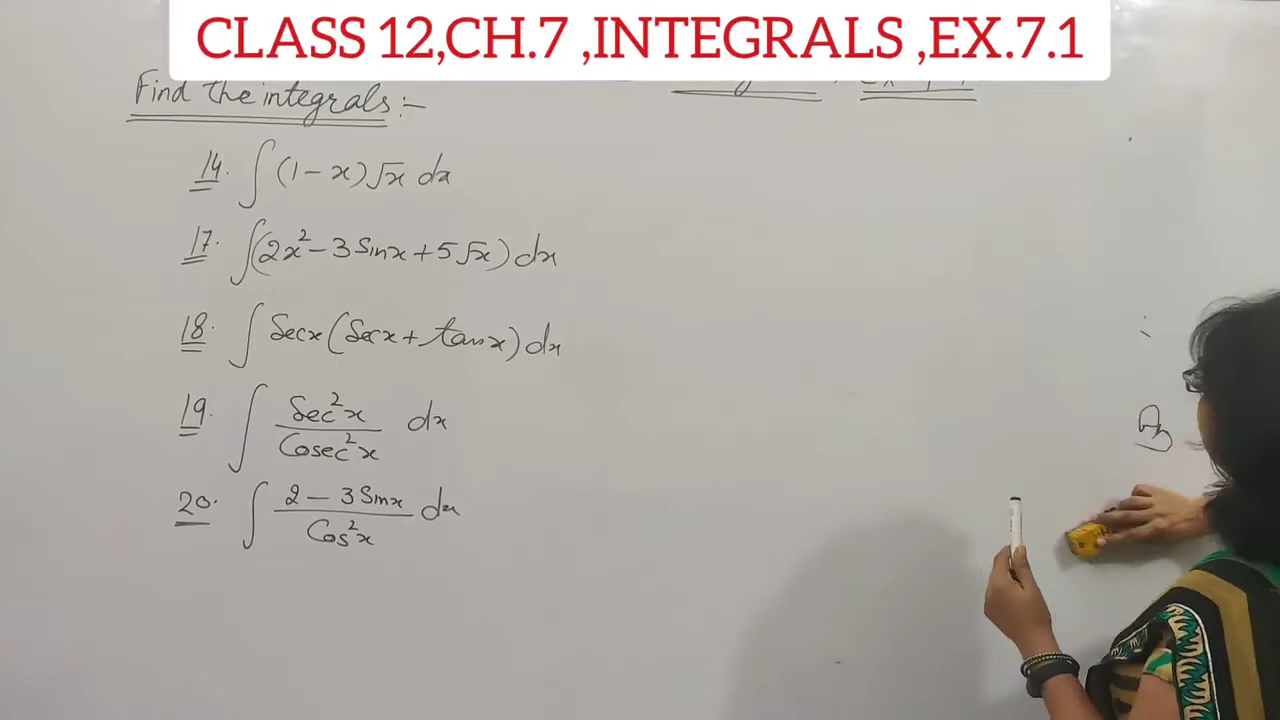 CLASS 12,CH.7 ,INTEGRALS ,EX.7.1
Find the integrals :-
14. ∫ (1 - x) √x dx
17. ∫ (2x² - 3 Sinx + 5 √x) dx
18. ∫ Secx (Secx + tanx) dx
19. ∫ Sec²x / Cosec²x dx
20. ∫ 2 - 3 Sinx / Cos²x dx